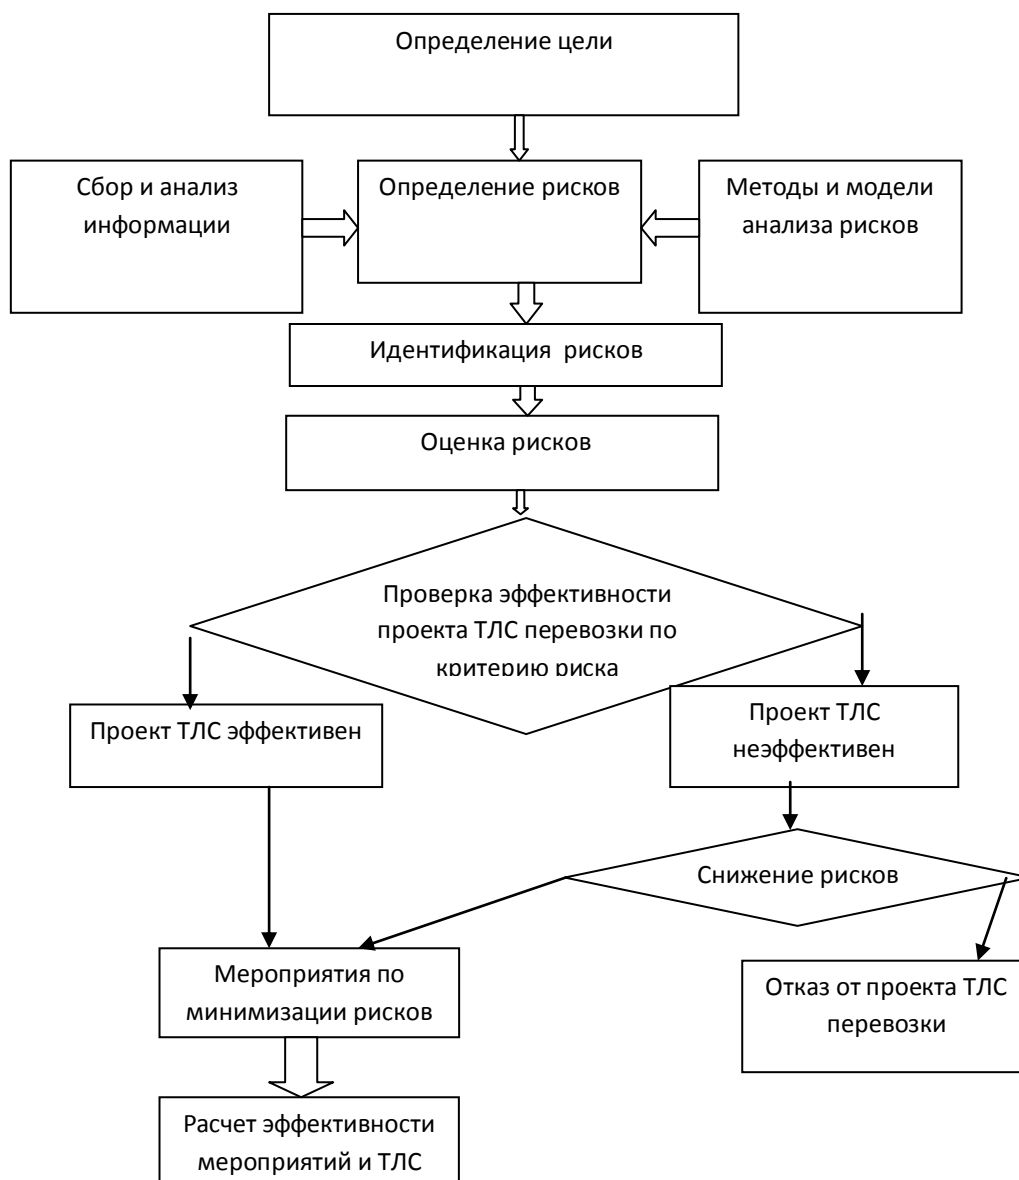 Определение цели
Сбор и анализ
информации
Определение рисков
Методы и модели
анализа рисков
Идентификация  рисков
Оценка рисков
Проверка эффективности
проекта ТЛС перевозки по
критерию риска
Проект ТЛС эффективен
Проект ТЛС
неэффективен
Снижение рисков
Мероприятия по
минимизации рисков
Отказ от проекта ТЛС
перевозки
Расчет эффективности
мероприятий и ТЛС